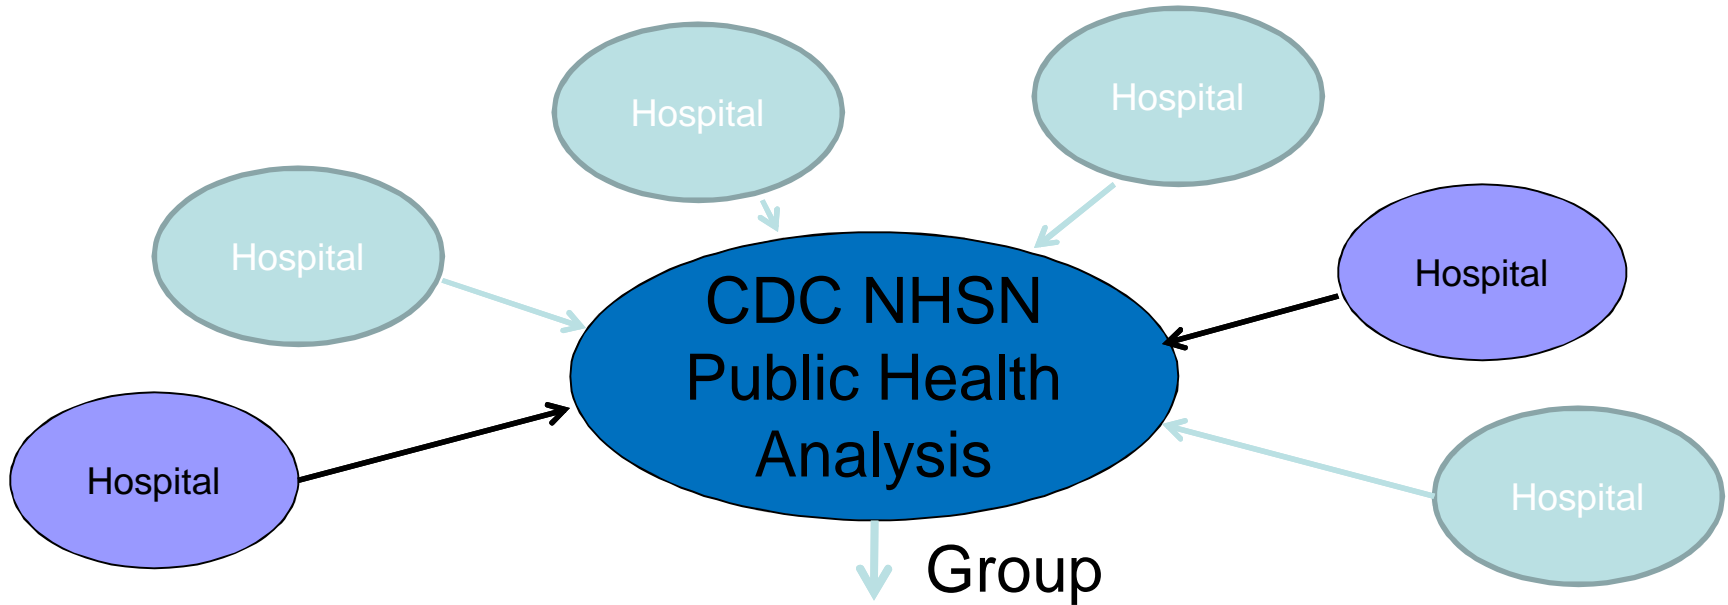 Hospital
Hospital
Hospital
Hospital
CDC NHSN
Public Health
Analysis
Hospital
Hospital
Group